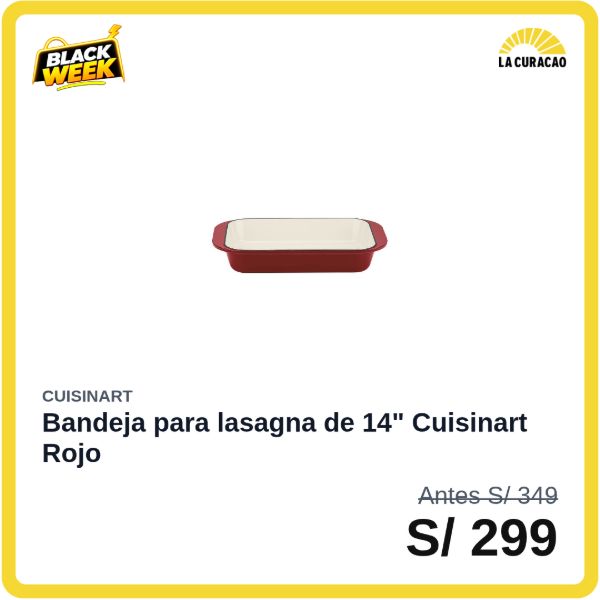 BLACK
WEEK
LA CURACAO
CUISINART
Bandeja para lasagna de 14" Cuisinart
Rojo
Antes S/ 349
S/ 299